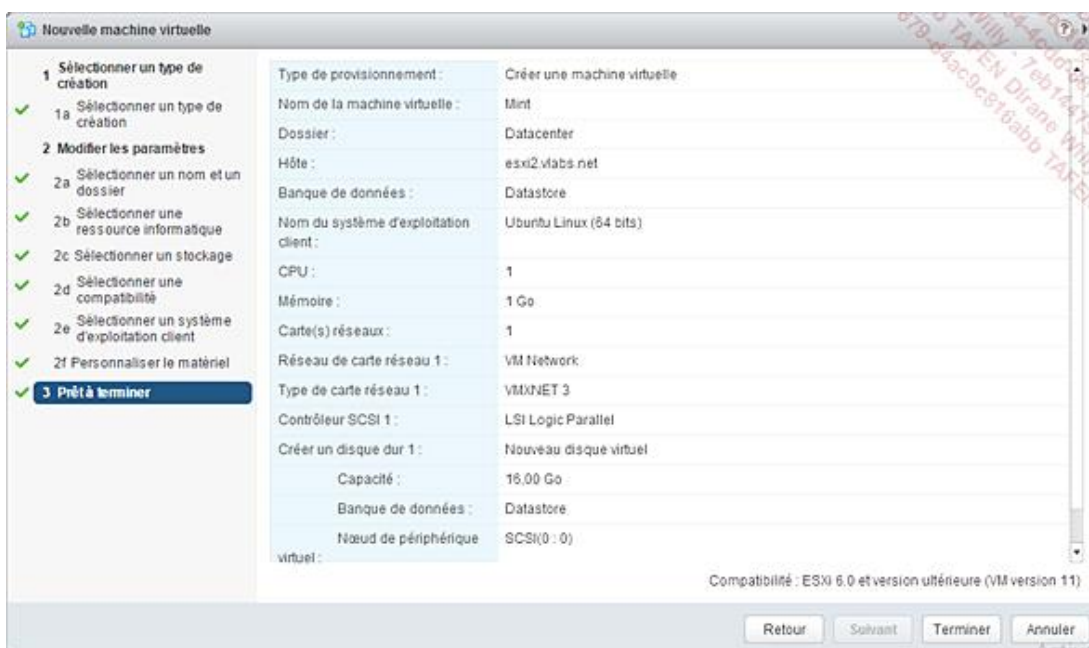 Nouvelle machine virtuelle
1 Sélectionner un type de
création
1a Sélectionner un type de
création
2 Modifier les paramètres
2a Sélectionner un nom et un
dossier
2b Sélectionner une
ressource informatique
2c Sélectionner un stockage
2d Sélectionner une
compatibilité
2e Sélectionner un système
d'exploitation client
2f Personnaliser le matériel
3 Prêt à terminer
Type de provisionnement : Créer une machine virtuelle
Nom de la machine virtuelle : Mint
Dossier : Datacenter
Hôte : esxi2.vlabs.net
Banque de données : Datastore
Nom du système d'exploitation
client : Ubuntu Linux (64 bits)
CPU : 1
Mémoire : 1 Go
Carte(s) réseaux : 1
Réseau de carte réseau 1 : VM Network
Type de carte réseau 1 : VMXNET 3
Contrôleur SCSI 1 : LSI Logic Parallel
Créer un disque dur 1 : Nouveau disque virtuel
Capacité : 16,00 Go
Banque de données : Datastore
Nœud de périphérique
virtuel : SCSI(0 : 0)
Compatibilité : ESXi 6.0 et version ultérieure (VM version 11)
Retour Suivant Terminer Annuler